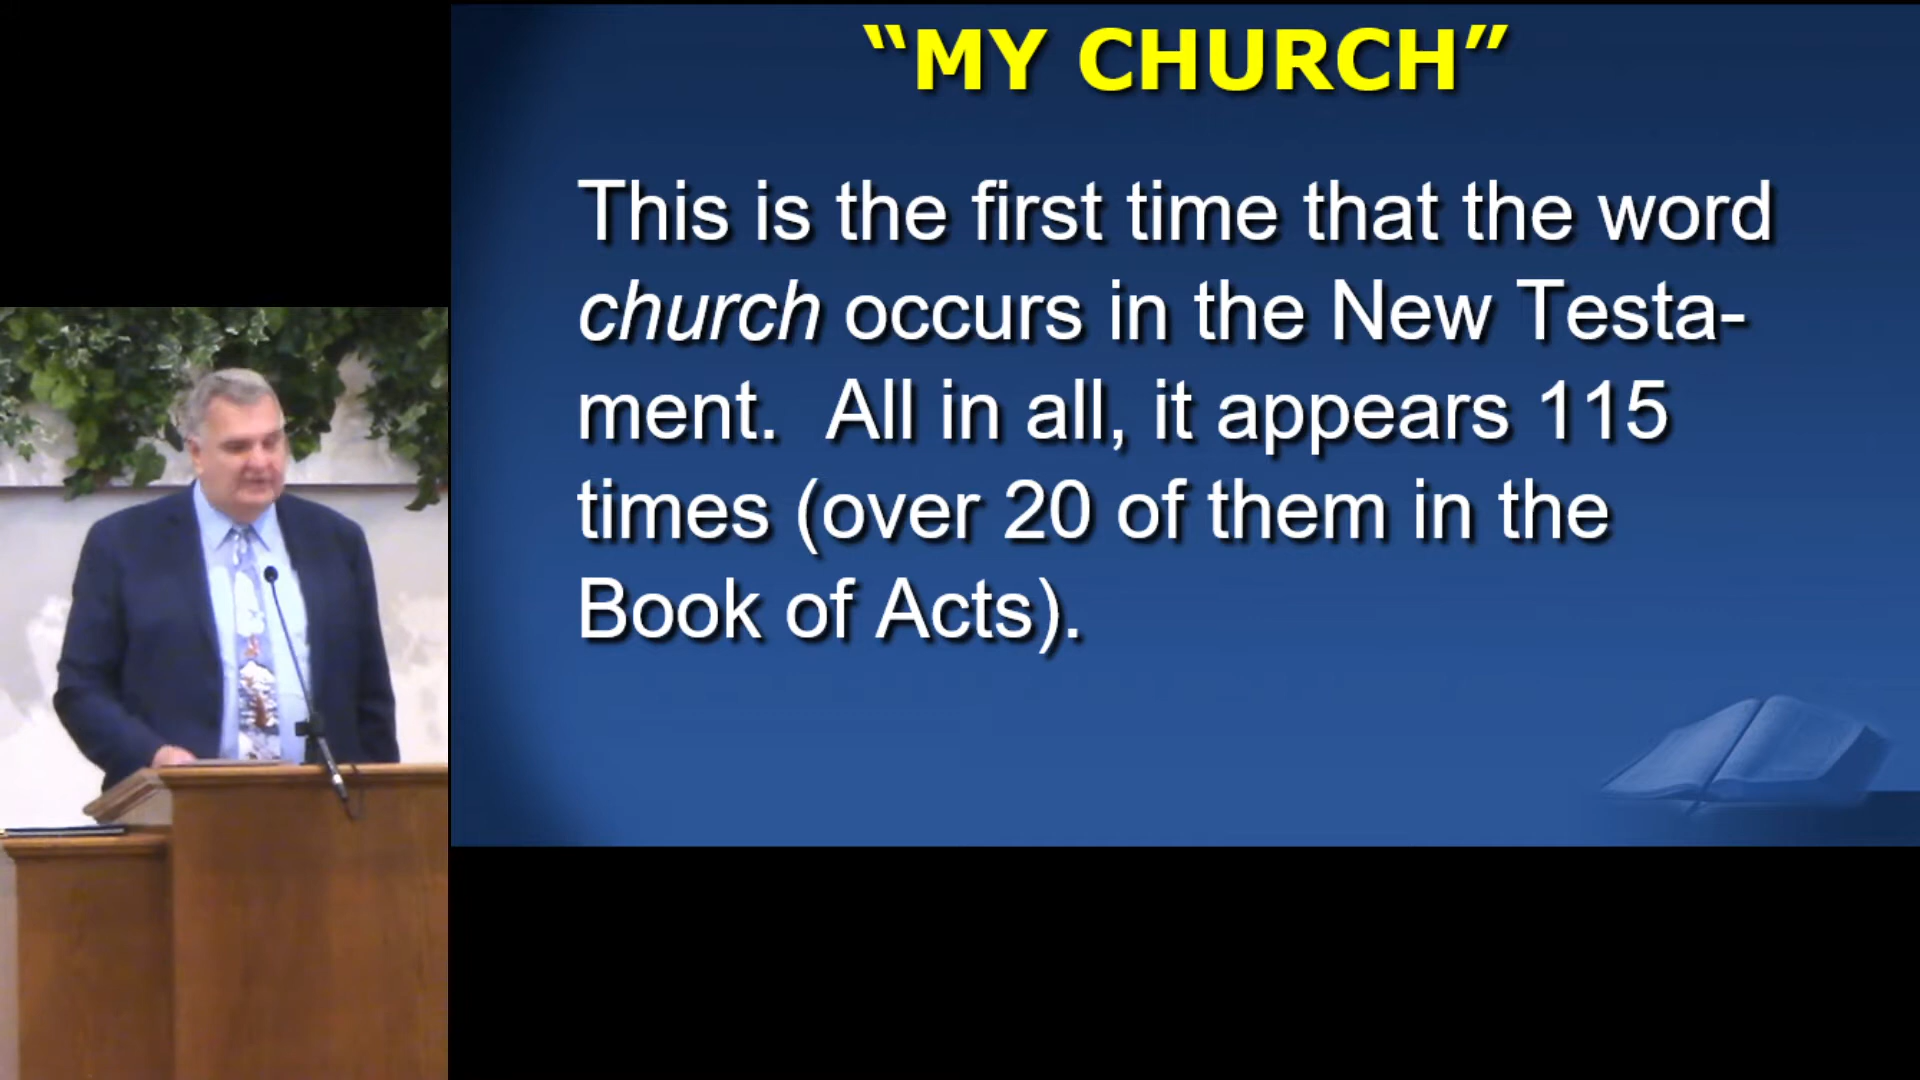 “MY CHURCH”
This is the first time that the word
church occurs in the New Testa-
ment.  All in all, it appears 115
times (over 20 of them in the
Book of Acts).